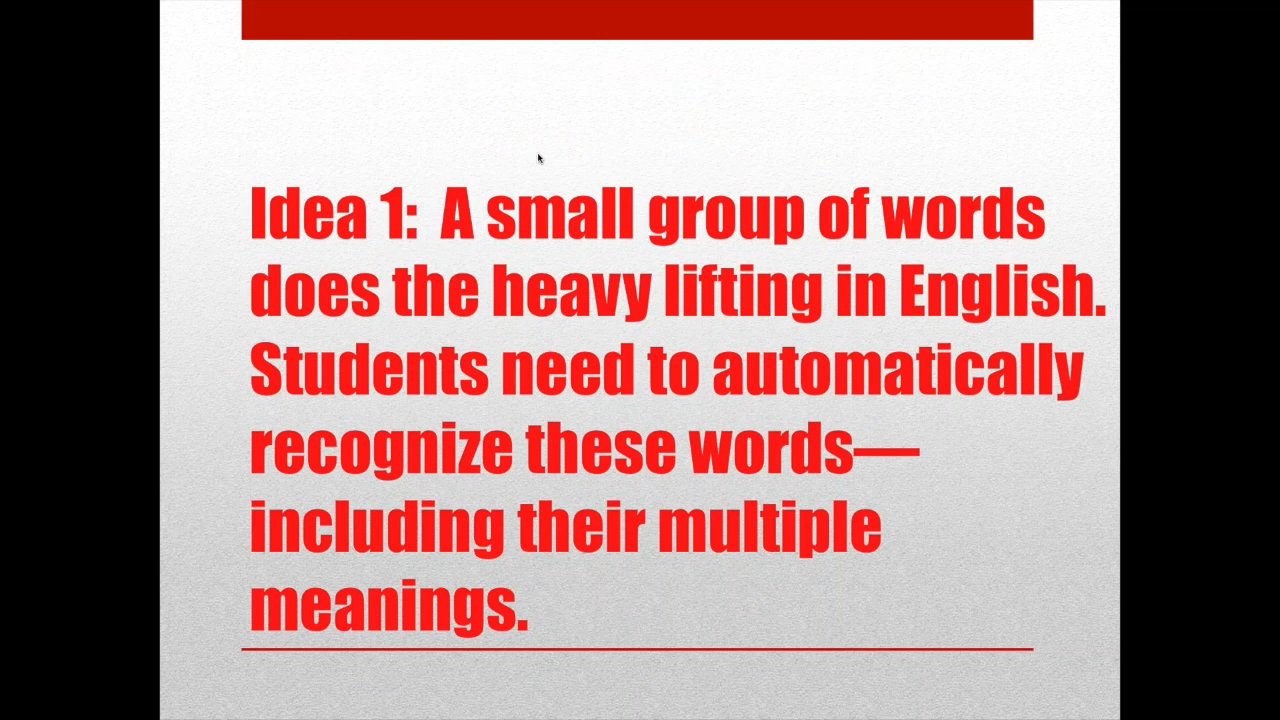 Idea 1:  A small group of words
does the heavy lifting in English.
Students need to automatically
recognize these words—
including their multiple
meanings.